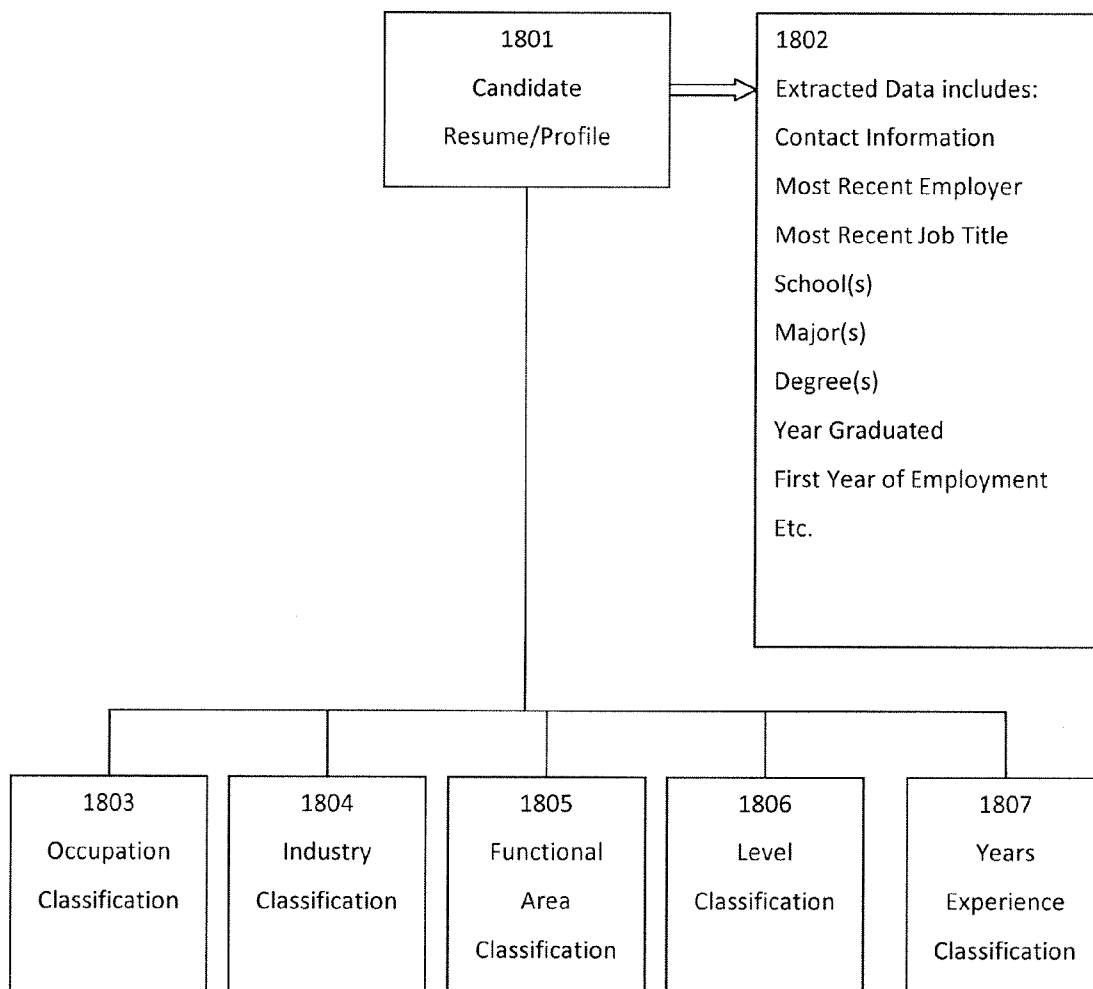 1801
Candidate
Resume/Profile
1802
Extracted Data includes:
Contact Information
Most Recent Employer
Most Recent Job Title
School(s)
Major(s)
Degree(s)
Year Graduated
First Year of Employment
Etc.
1803
Occupation
Classification
1804
Industry
Classification
1805
Functional
Area
Classification
1806
Level
Classification
1807
Years
Experience
Classification